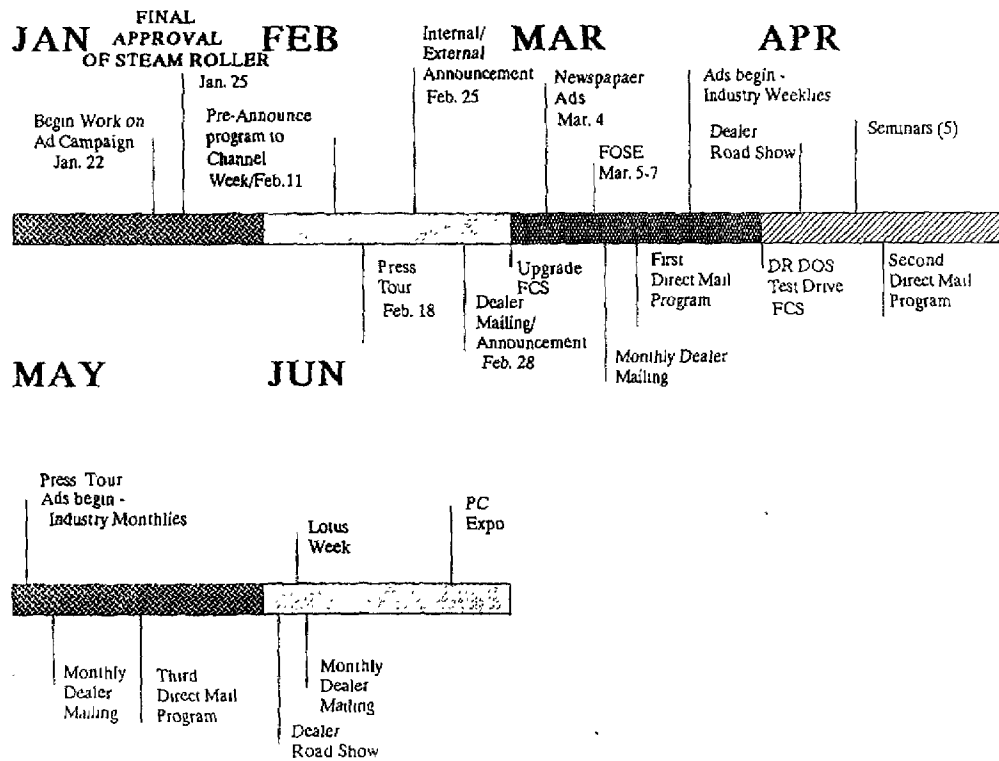 JAN
FINAL
APPROVAL
OF STEAM ROLLER
Jan. 25
FEB
Internal/
External
Announcement
Feb. 25
MAR
APR
Begin Work on
Ad Campaign
Jan. 22
Pre-Announce
program to
Channel
Week/Feb.11
Newspapaer
Ads
Mar. 4
FOSE
Mar. 5-7
Ads begin -
Industry Weeklies
Dealer
Road Show
Seminars (5)
Press
Tour
Feb. 18
Dealer
Mailing/
Announcement
Feb. 28
Upgrade
FCS
First
Direct Mail
Program
Monthly Dealer
Mailing
DR DOS
Test Drive
FCS
Second
Direct Mail
Program
MAY
JUN
Press Tour
Ads begin -
Industry Monthlies
Lotus
Week
PC
Expo
Monthly
Dealer
Mailing
Third
Direct Mail
Program
Dealer
Road Show
Monthly
Dealer
Mailing